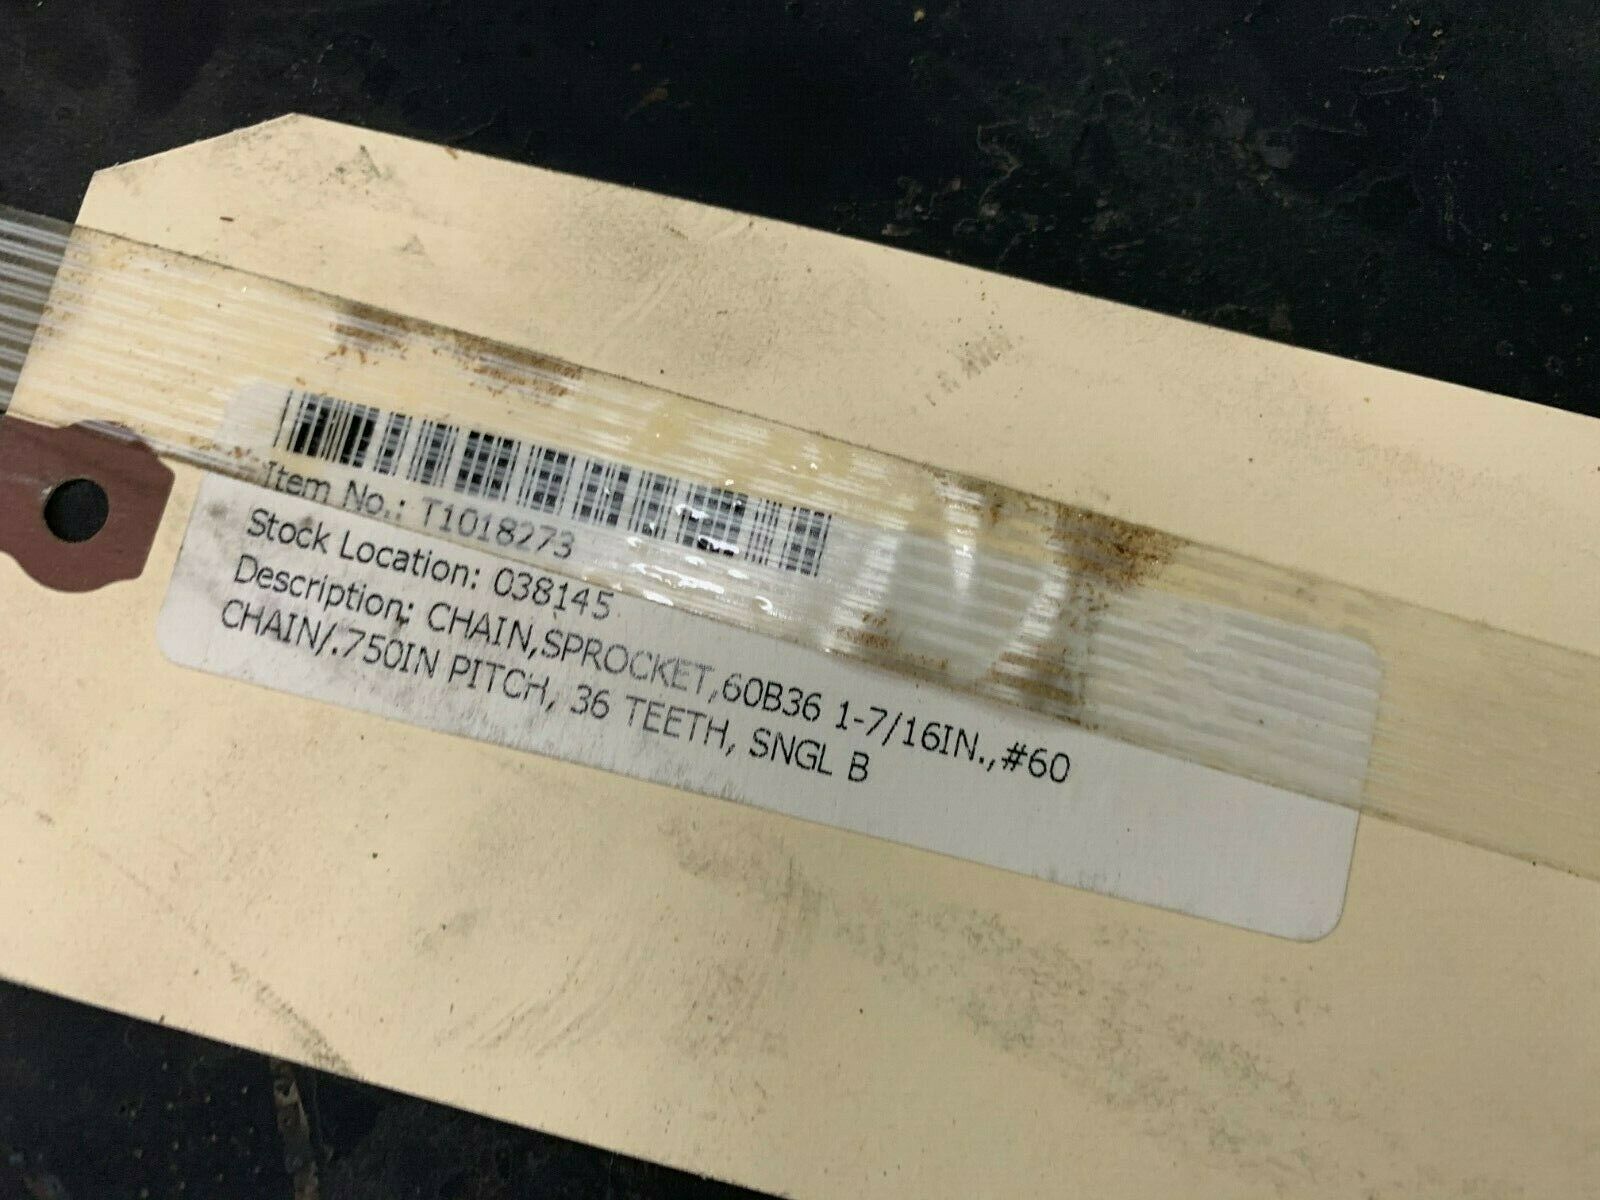 Item No.: T1018273
Stock Location: 038145
Description: CHAIN,SPROCKET,60B36 1-7/16IN.,#60
CHAIN/.750IN PITCH, 36 TEETH, SNGL B